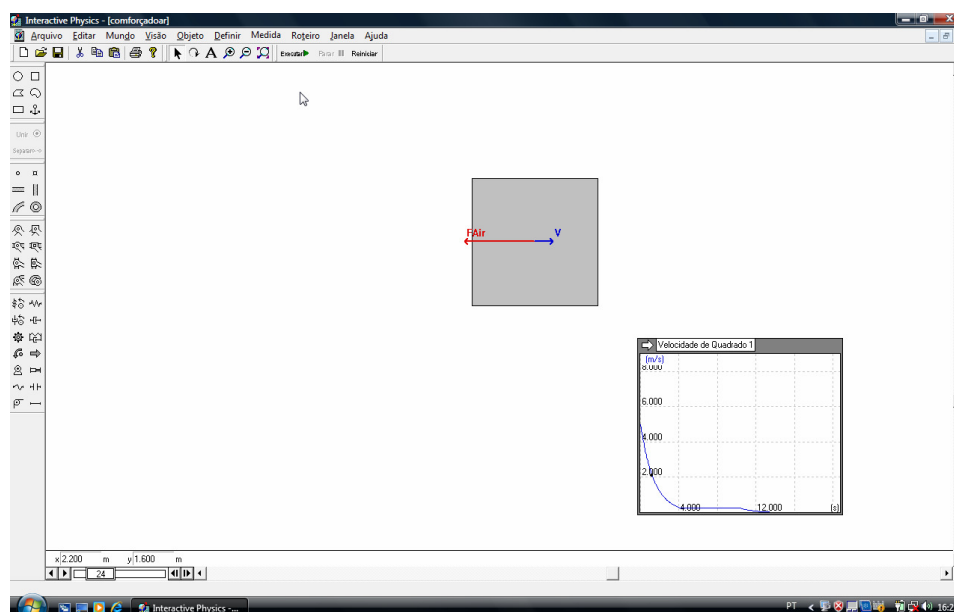 Interactive Physics - [comforçadoar]
Arquivo Editar Mundo Visão Objeto Definir Medida Roteiro Janela Ajuda
Executar Parar Reiniciar
Unir
Separar
FAir V
Velocidade de Quadrado 1
(m/s)
8.000
6.000
4.000
2.000
4.000 12.000 (s)
x 2.200 m y 1.600 m
24
Interactive Physics -...
PT